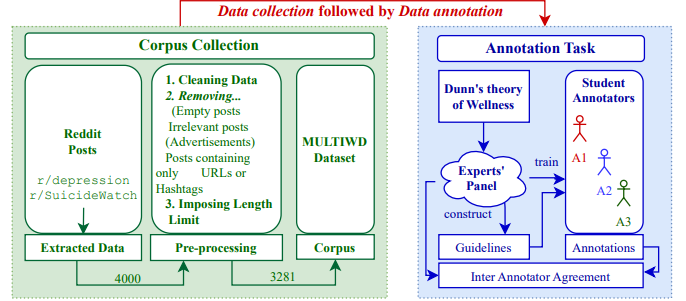 Data collection followed by Data annotation
Corpus Collection
Reddit
Posts
r/depression
r/SuicideWatch
Extracted Data
1. Cleaning Data
2. Removing...
(Empty posts
Irrelevant posts
(Advertisements)
Posts containing
only URLs or
Hashtags
3. Imposing Length
Limit
Pre-processing
MULTIWD
Dataset
Corpus
4000
3281
Annotation Task
Dunn's theory
of Wellness
Experts'
Panel
train
construct
Guidelines
Student
Annotators
A1
A2
A3
Annotations
Inter Annotator Agreement